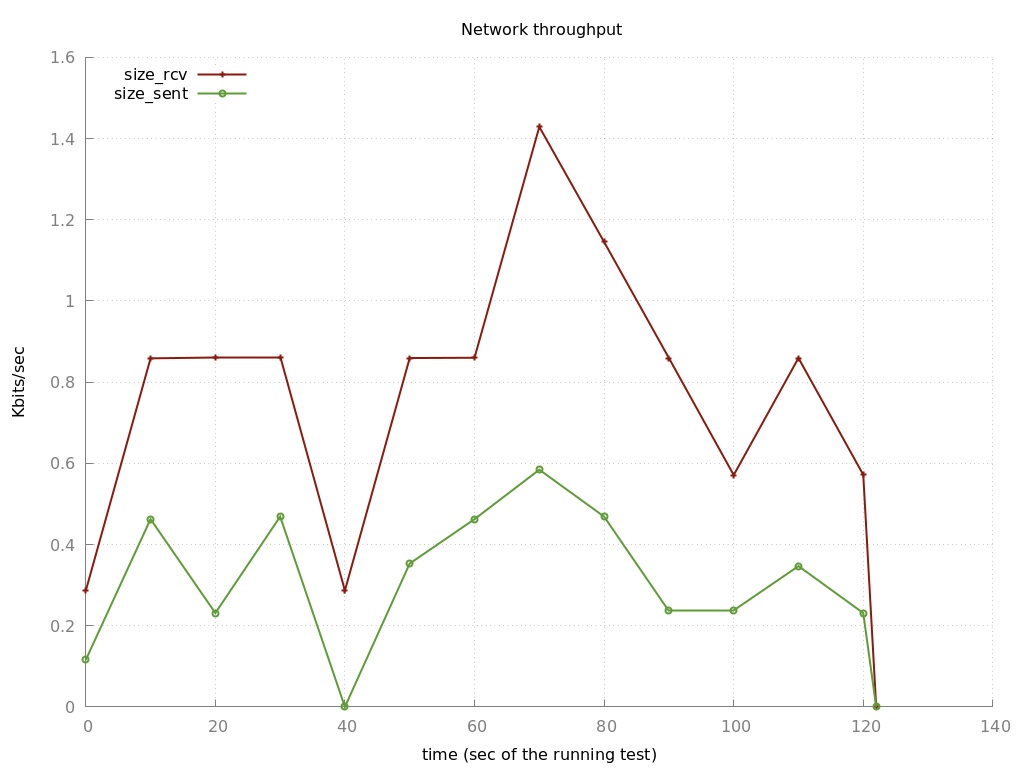 Network throughput
size_rcv
size_sent
1.6
1.4
1.2
1
0.8
0.6
0.4
0.2
0
Kbits/sec
0 20 40 60 80 100 120 140
time (sec of the running test)